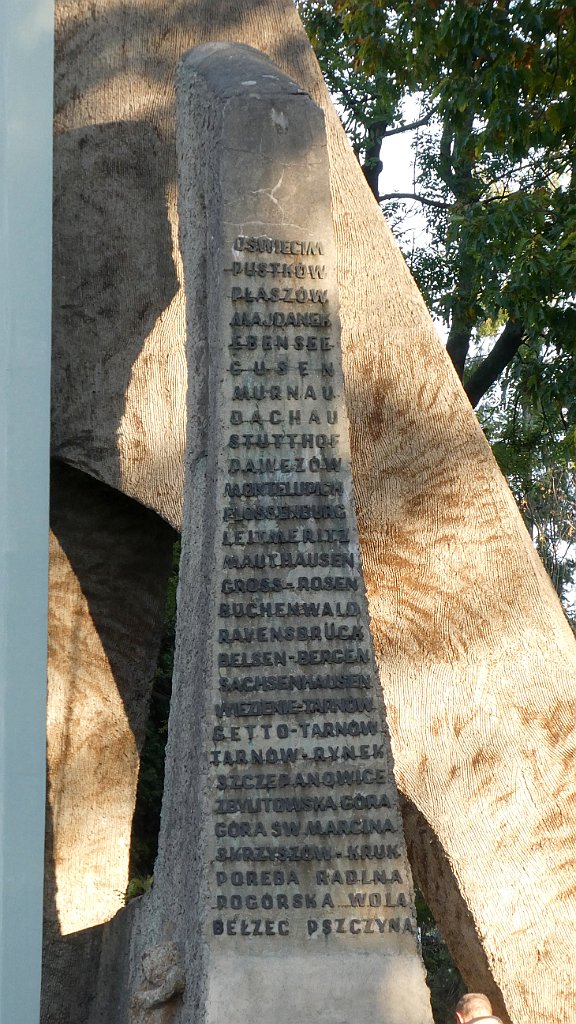 OŚWIĘCIM
PUSTKÓW
PŁASZÓW
MAJDANEK
EBENSEE
GUSEN
MURNAU
DACHAU
STUTTHOF
DĄWĘZÓW
MONTELUPICH
FLOSSENBURG
LEITMERITZ
MAUTHAUSEN
GROSS-ROSEN
BUCHENWALD
RAVENSBRÜCK
BELSEN-BERGEN
SACHSENHAUSEN
WIĘZIENIE-TARNÓW
GETTO-TARNÓW
TARNÓW-RYNEK
SZCZEPANOWICE
ZBYLITOWSKA GÓRA
GÓRA ŚW. MARCINA
SKRZYSZÓW-KRUK
PORĘBA RADLNA
POGÓRSKA WOLA
BEŁŻEC PSZCZYNA